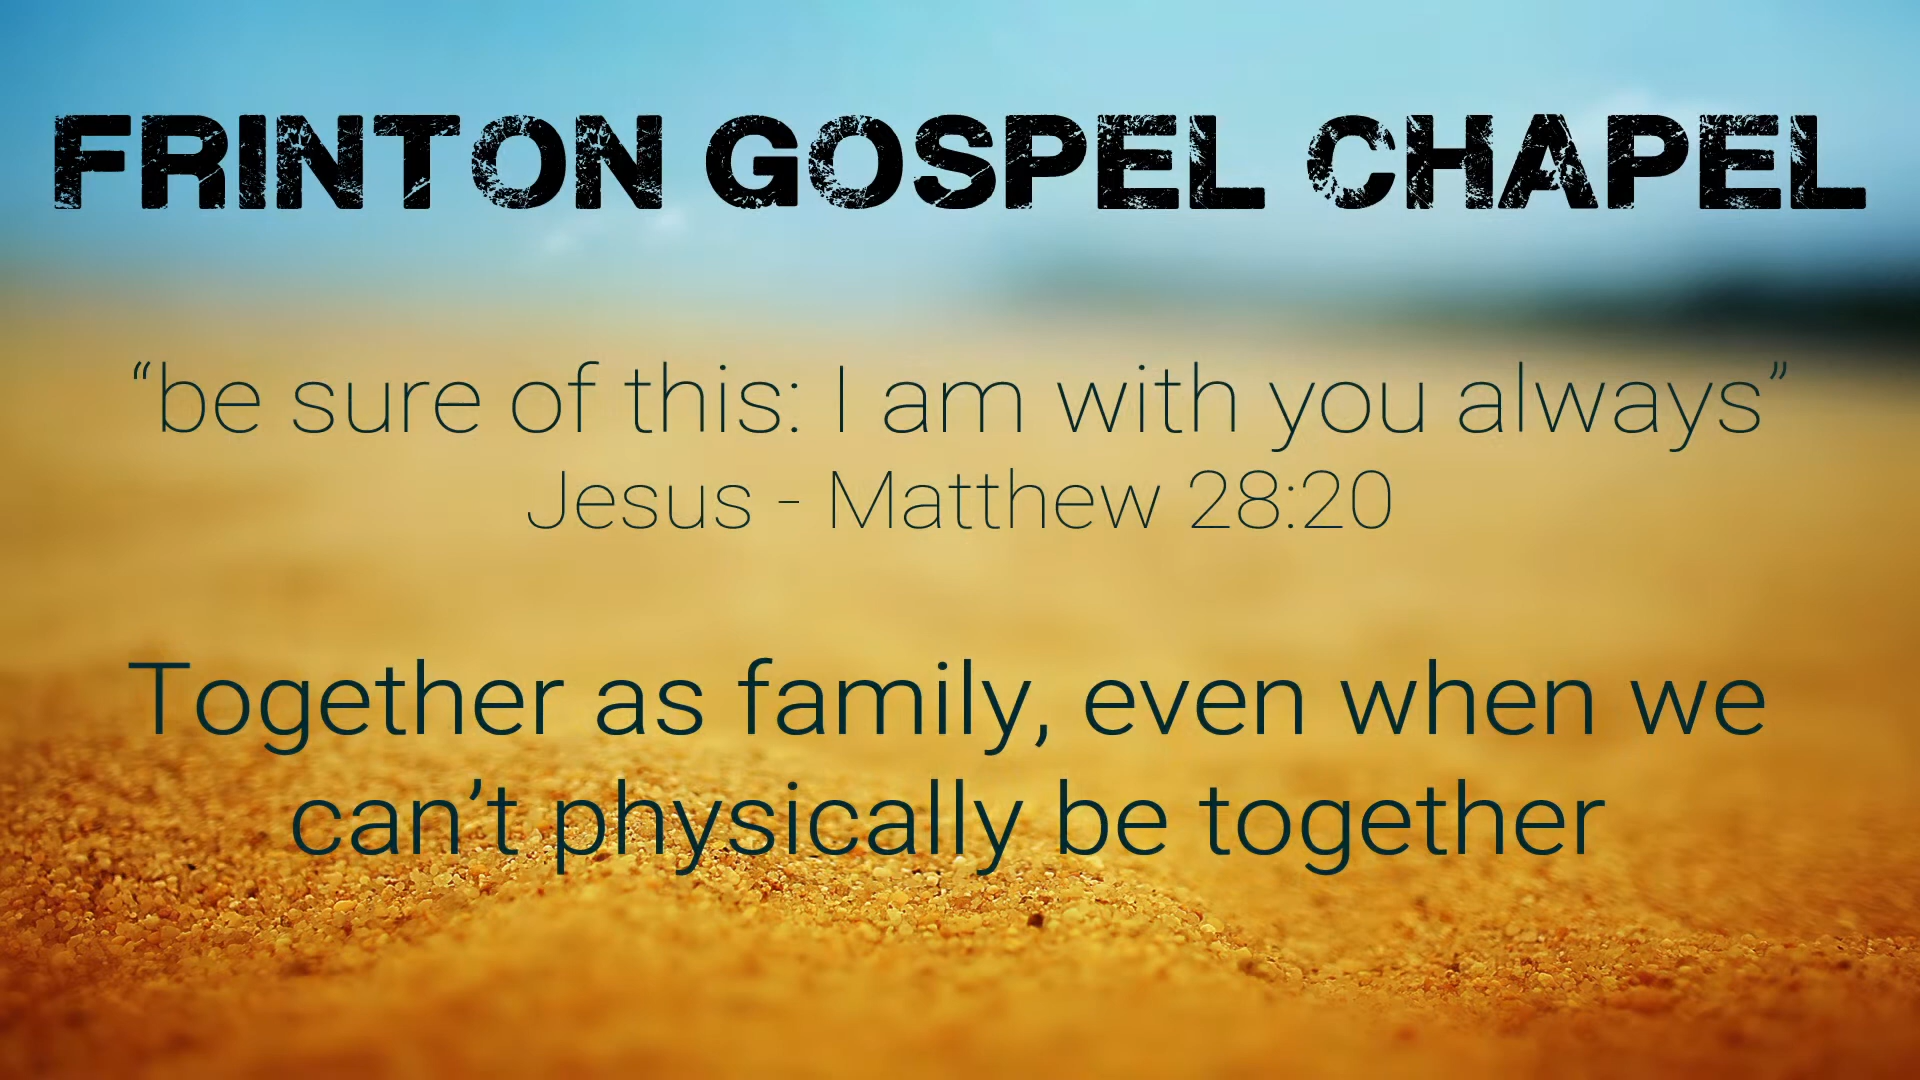 FRINTON GOSPEL CHAPEL
“be sure of this: I am with you always”
Jesus - Matthew 28:20
Together as family, even when we
can’t physically be together